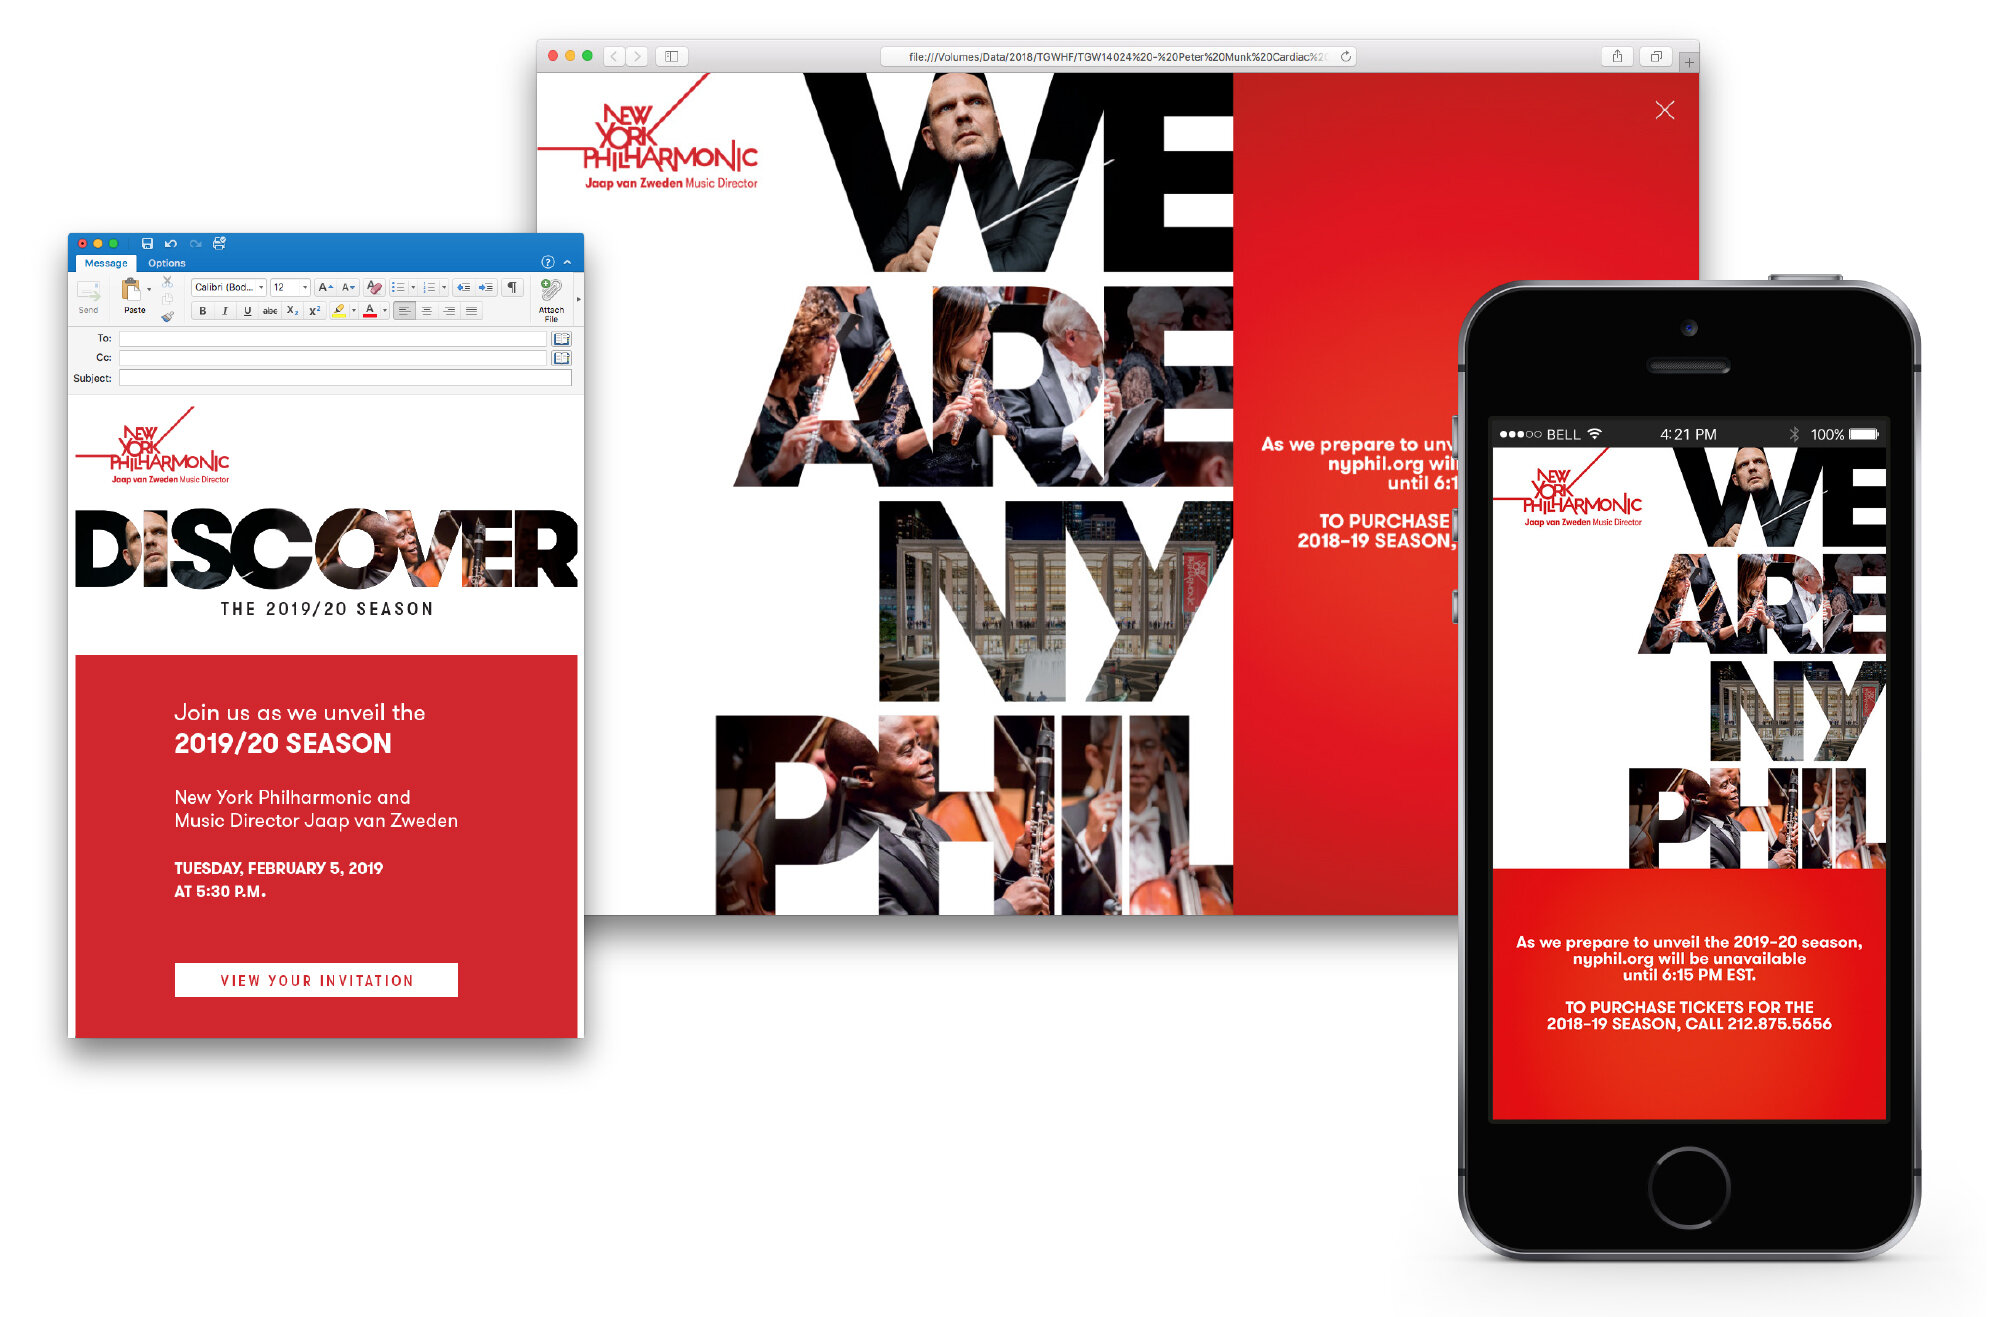 Message
Options
Send
Paste
Calibri (Bod...
12
A
A
B
I
U
abc
X₂
X²
A
Attach
File
To:
Cc:
Subject:
NEW
YORK
PHILHARMONIC
Jaap van Zweden Music Director
DISCOVER
THE 2019/20 SEASON
Join us as we unveil the
2019/20 SEASON
New York Philharmonic and
Music Director Jaap van Zweden
TUESDAY, FEBRUARY 5, 2019
AT 5:30 P.M.
VIEW YOUR INVITATION
file:///Volumes/Data/2018/TGWHF/TGW14024%20-%20Peter%20Munk%20Cardiac%2
NEW
YORK
PHILHARMONIC
Jaap van Zweden Music Director
WE
ARE
NY
PHIL
As we prepare to unv
nyphil.org will
until 6:1
TO PURCHASE
2018-19 SEASON,
BELL
4:21 PM
100%
NEW
YORK
PHILHARMONIC
Jaap van Zweden Music Director
WE
ARE
NY
PHIL
As we prepare to unveil the 2019-20 season,
nyphil.org will be unavailable
until 6:15 PM EST.
TO PURCHASE TICKETS FOR THE
2018-19 SEASON, CALL 212.875.5656